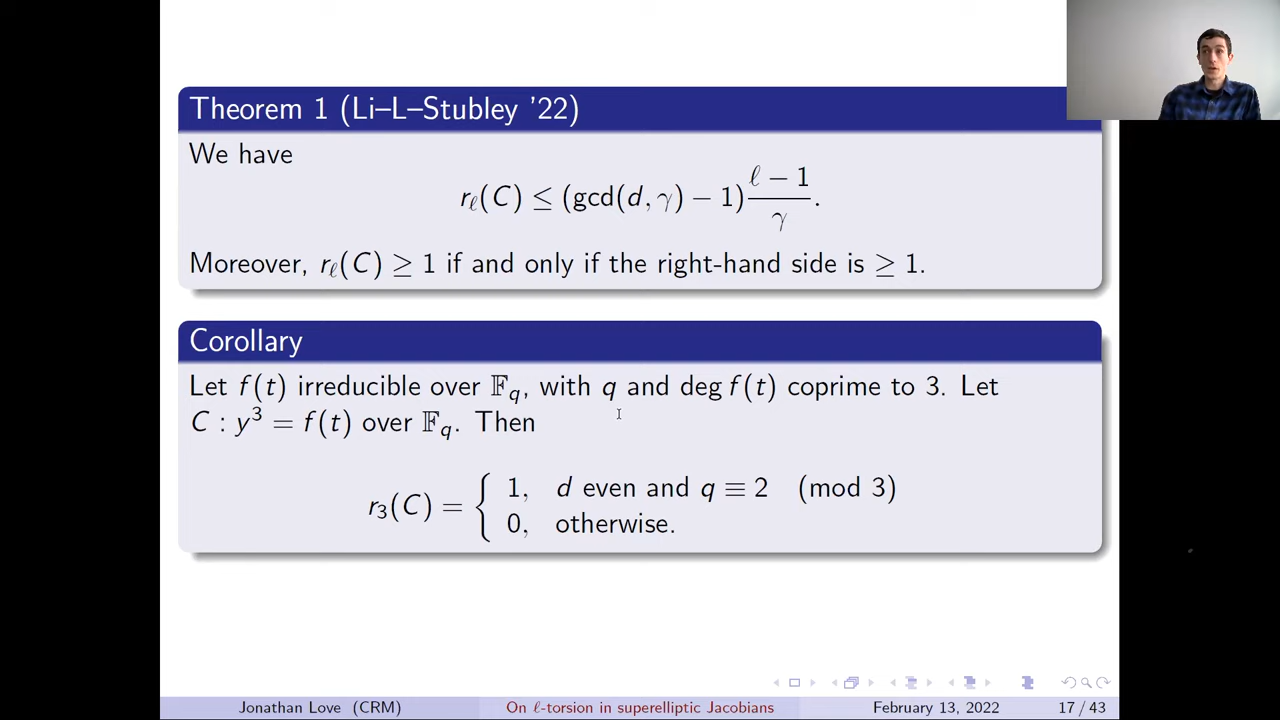 Theorem 1 (Li–L–Stubley '22)
We have
r_ℓ(C) ≤ (gcd(d, γ) − 1) (ℓ − 1)/γ.
Moreover, r_ℓ(C) ≥ 1 if and only if the right-hand side is ≥ 1.
Corollary
Let f(t) irreducible over 𝔽_q, with q and deg f(t) coprime to 3. Let
C : y³ = f(t) over 𝔽_q. Then
r₃(C) = { 1, d even and q ≡ 2 (mod 3)
0, otherwise.
Jonathan Love (CRM) On ℓ-torsion in superelliptic Jacobians February 13, 2022 17 / 43